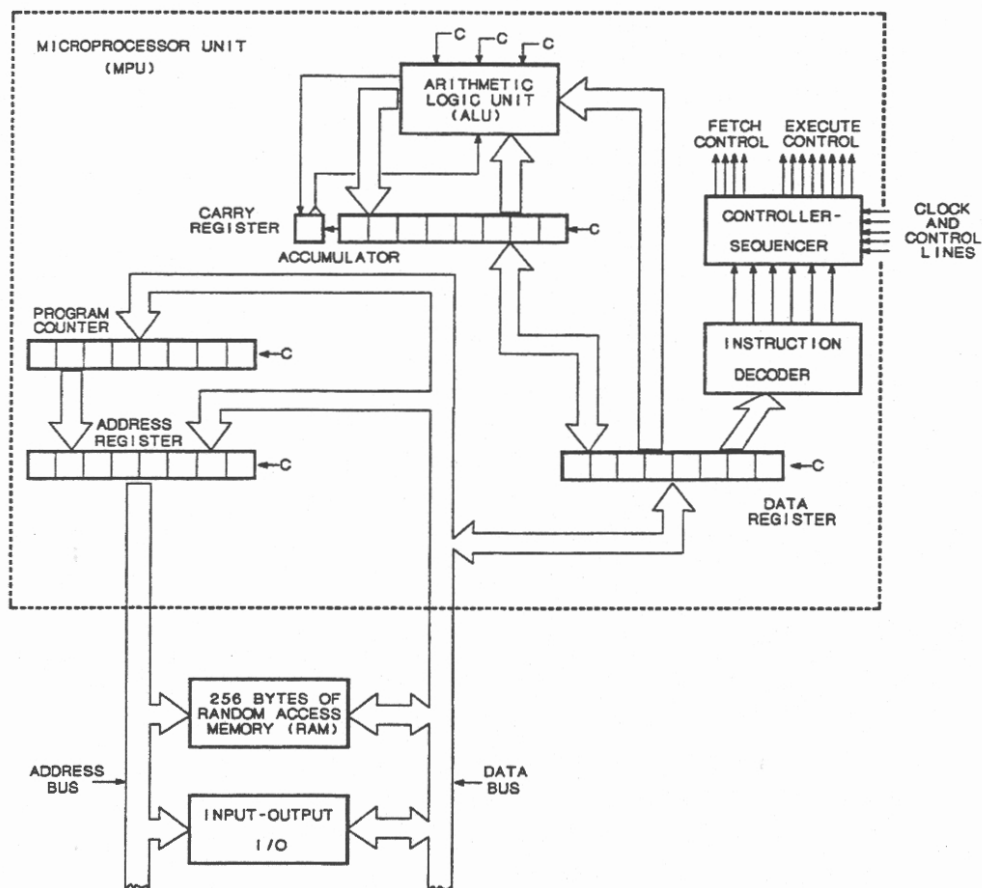 MICROPROCESSOR UNIT
(MPU)
C
C
C
ARITHMETIC
LOGIC UNIT
(ALU)
FETCH
CONTROL
EXECUTE
CONTROL
CARRY
REGISTER
C
ACCUMULATOR
CONTROLLER-
SEQUENCER
CLOCK
AND
CONTROL
LINES
PROGRAM
COUNTER
C
INSTRUCTION
DECODER
ADDRESS
REGISTER
C
C
DATA
REGISTER
256 BYTES OF
RANDOM ACCESS
MEMORY (RAM)
ADDRESS
BUS
DATA
BUS
INPUT-OUTPUT
I/O